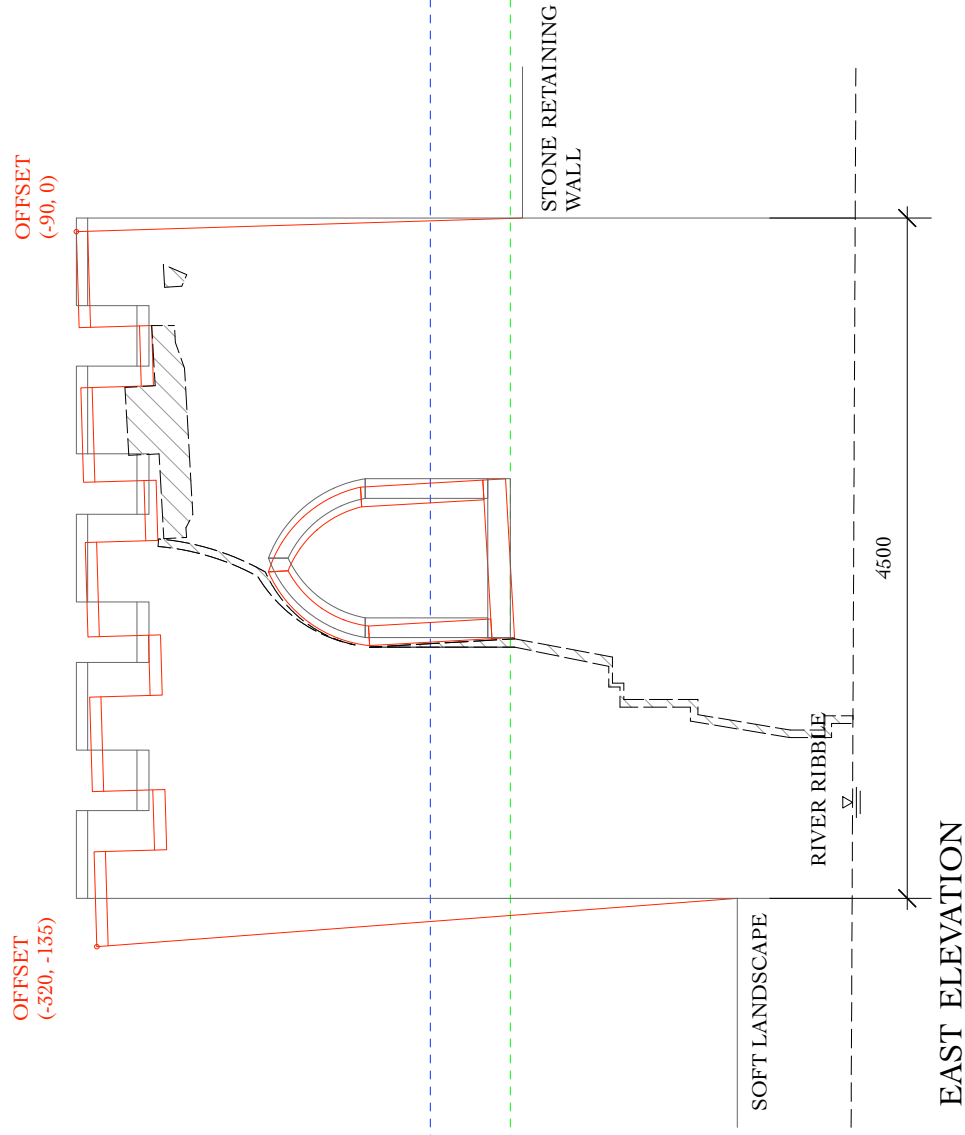 OFFSET
(-320, -135)
OFFSET
(-90, 0)
STONE RETAINING
WALL
SOFT LANDSCAPE
RIVER RIBBLE
4500
EAST ELEVATION